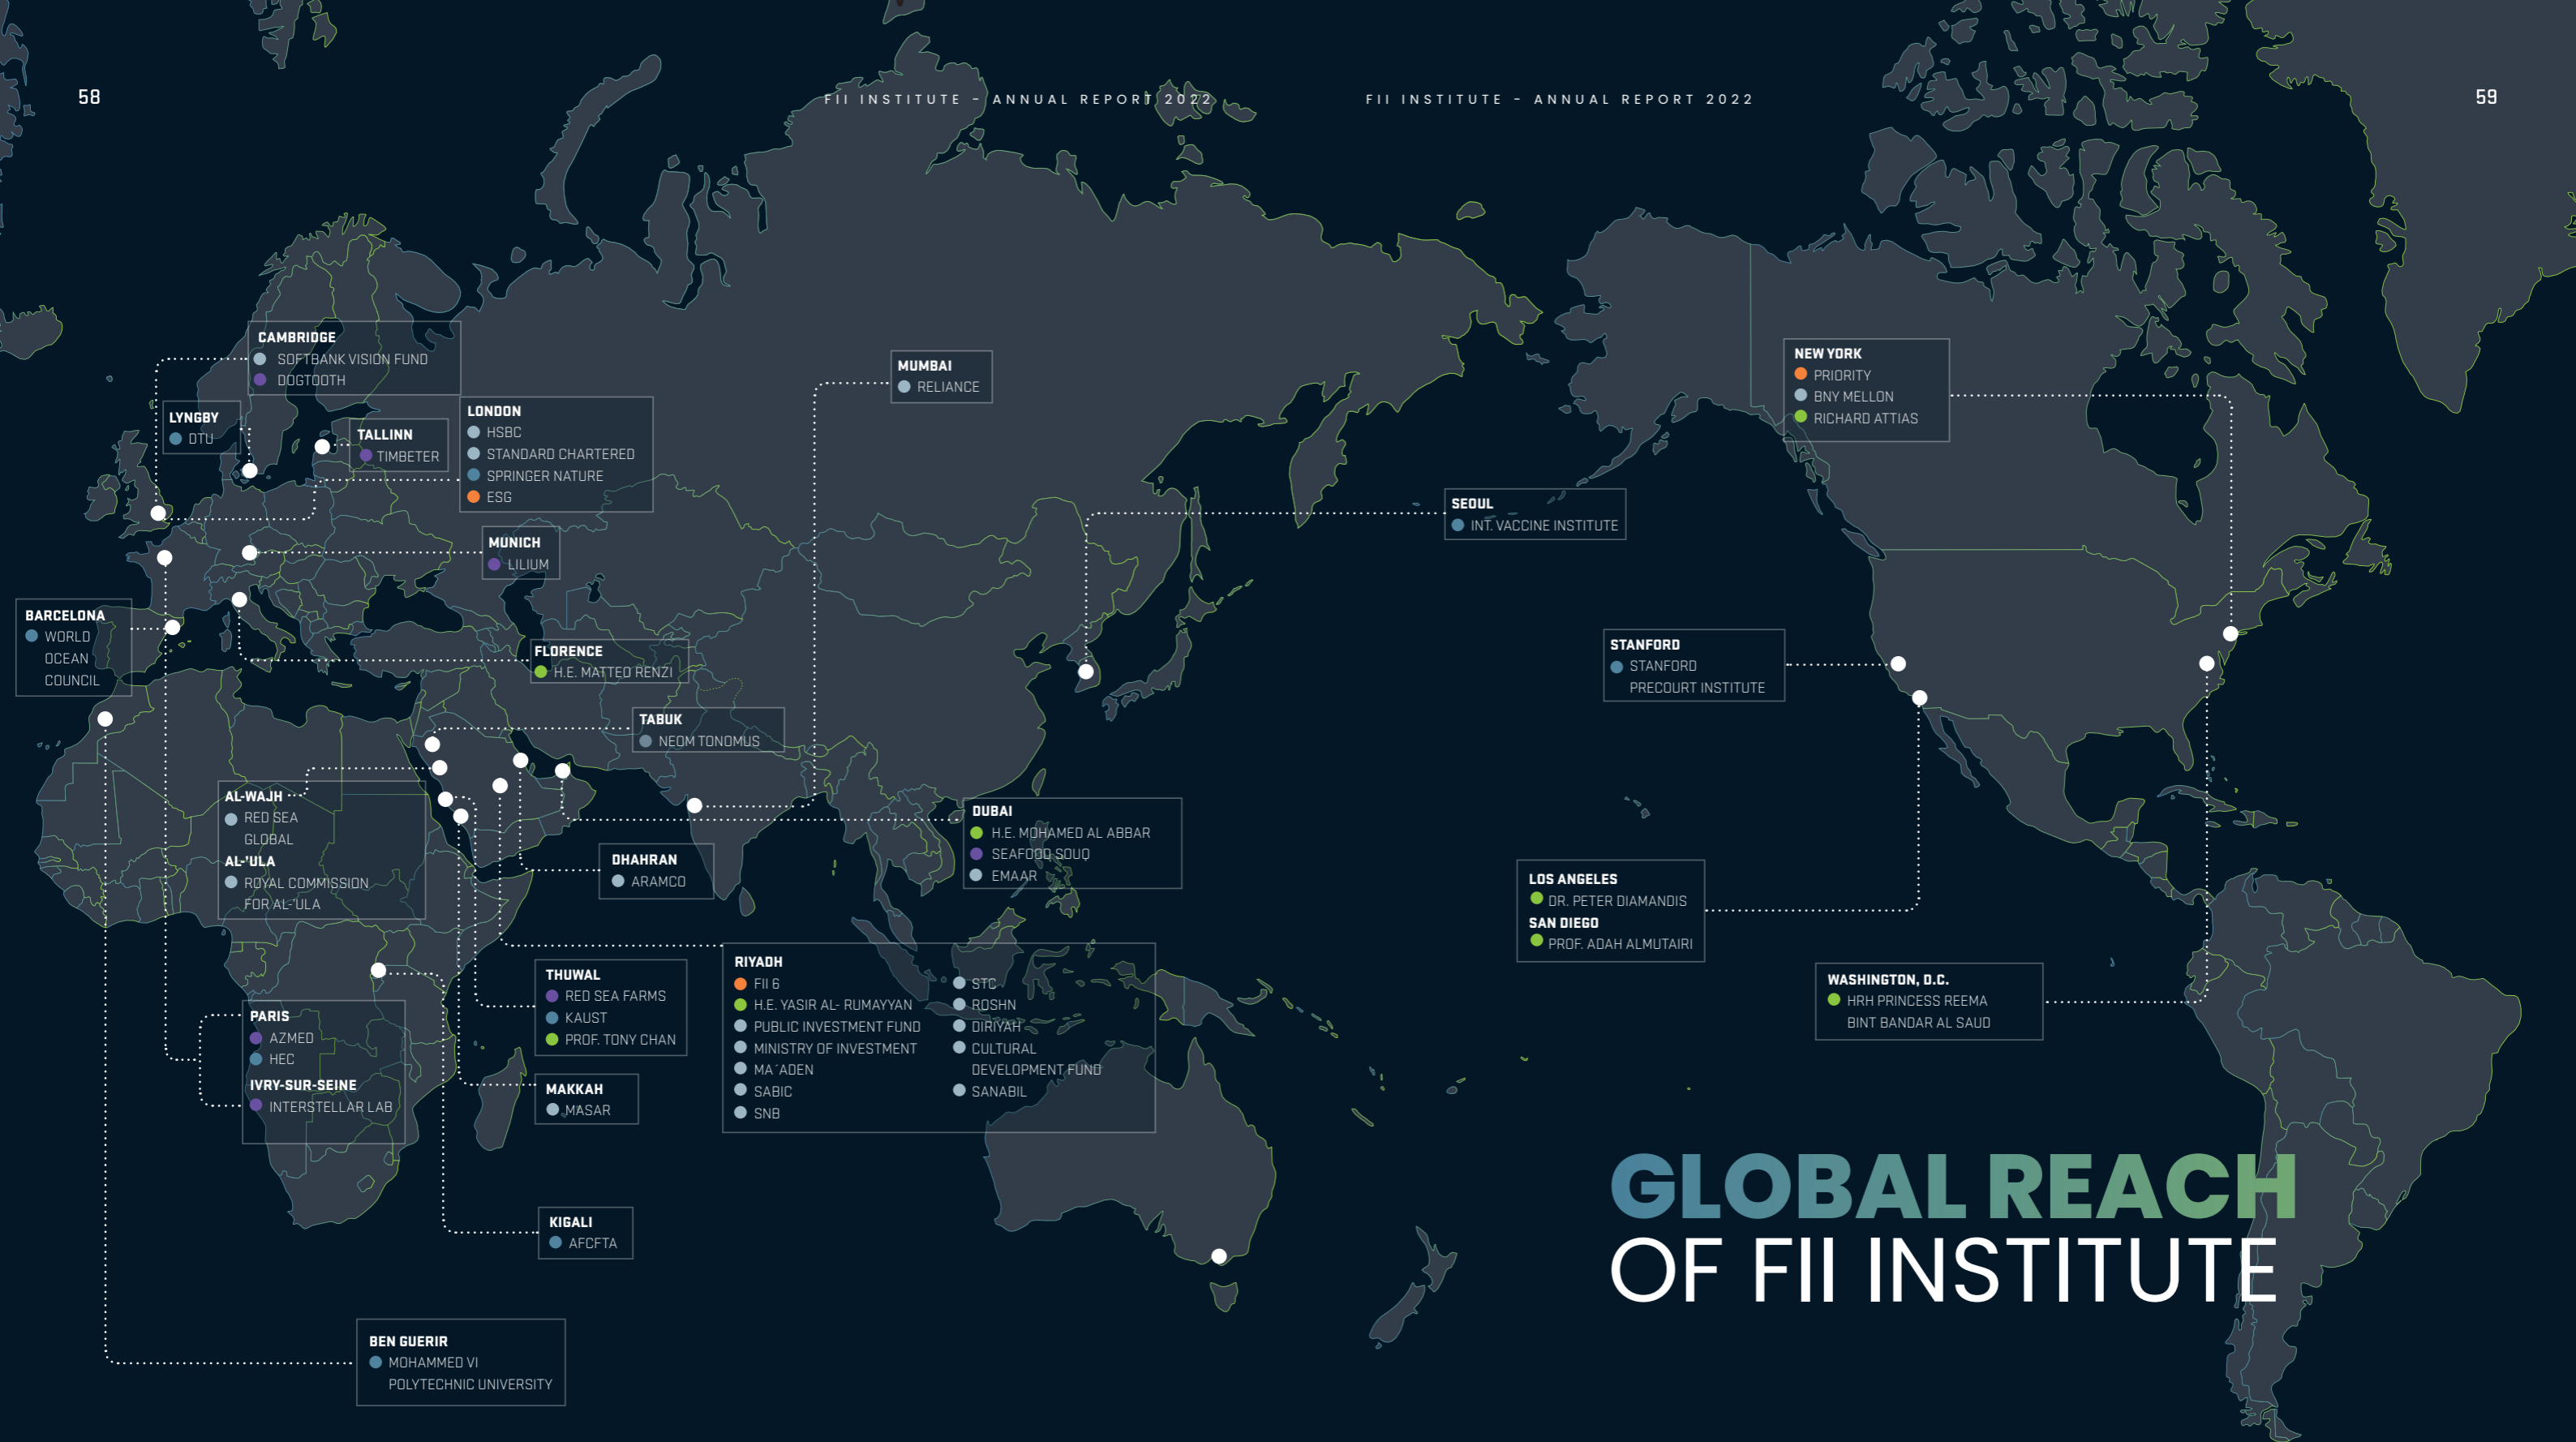 58
FII INSTITUTE - ANNUAL REPORT 2022
FII INSTITUTE - ANNUAL REPORT 2022
59
CAMBRIDGE
SOFTBANK VISION FUND
DOGTOOTH
LYNGBY
DTU
TALLINN
TIMBETER
LONDON
HSBC
STANDARD CHARTERED
SPRINGER NATURE
ESG
MUNICH
LILIUM
MUMBAI
RELIANCE
NEW YORK
PRIORITY
BNY MELLON
RICHARD ATTIAS
SEOUL
INT. VACCINE INSTITUTE
BARCELONA
WORLD
OCEAN
COUNCIL
FLORENCE
H.E. MATTEO RENZI
STANFORD
STANFORD
PRECOURT INSTITUTE
TABUK
NEOM TONOMUS
AL-WAJH
RED SEA
GLOBAL
AL-'ULA
ROYAL COMMISSION
FOR AL-'ULA
DHAHRAN
ARAMCO
DUBAI
H.E. MOHAMED AL ABBAR
SEAFOOD SOUQ
EMAAR
LOS ANGELES
DR. PETER DIAMANDIS
SAN DIEGO
PROF. ADAH ALMUTAIRI
WASHINGTON, D.C.
HRH PRINCESS REEMA
BINT BANDAR AL SAUD
PARIS
AZMED
HEC
IVRY-SUR-SEINE
INTERSTELLAR LAB
THUWAL
RED SEA FARMS
KAUST
PROF. TONY CHAN
MAKKAH
MASAR
RIYADH
FII 6
H.E. YASIR AL- RUMAYYAN
PUBLIC INVESTMENT FUND
MINISTRY OF INVESTMENT
MA´ADEN
SABIC
SNB
STC
ROSHN
DIRIYAH
CULTURAL
DEVELOPMENT FUND
SANABIL
KIGALI
AFCFTA
BEN GUERIR
MOHAMMED VI
POLYTECHNIC UNIVERSITY
GLOBAL REACH
OF FII INSTITUTE